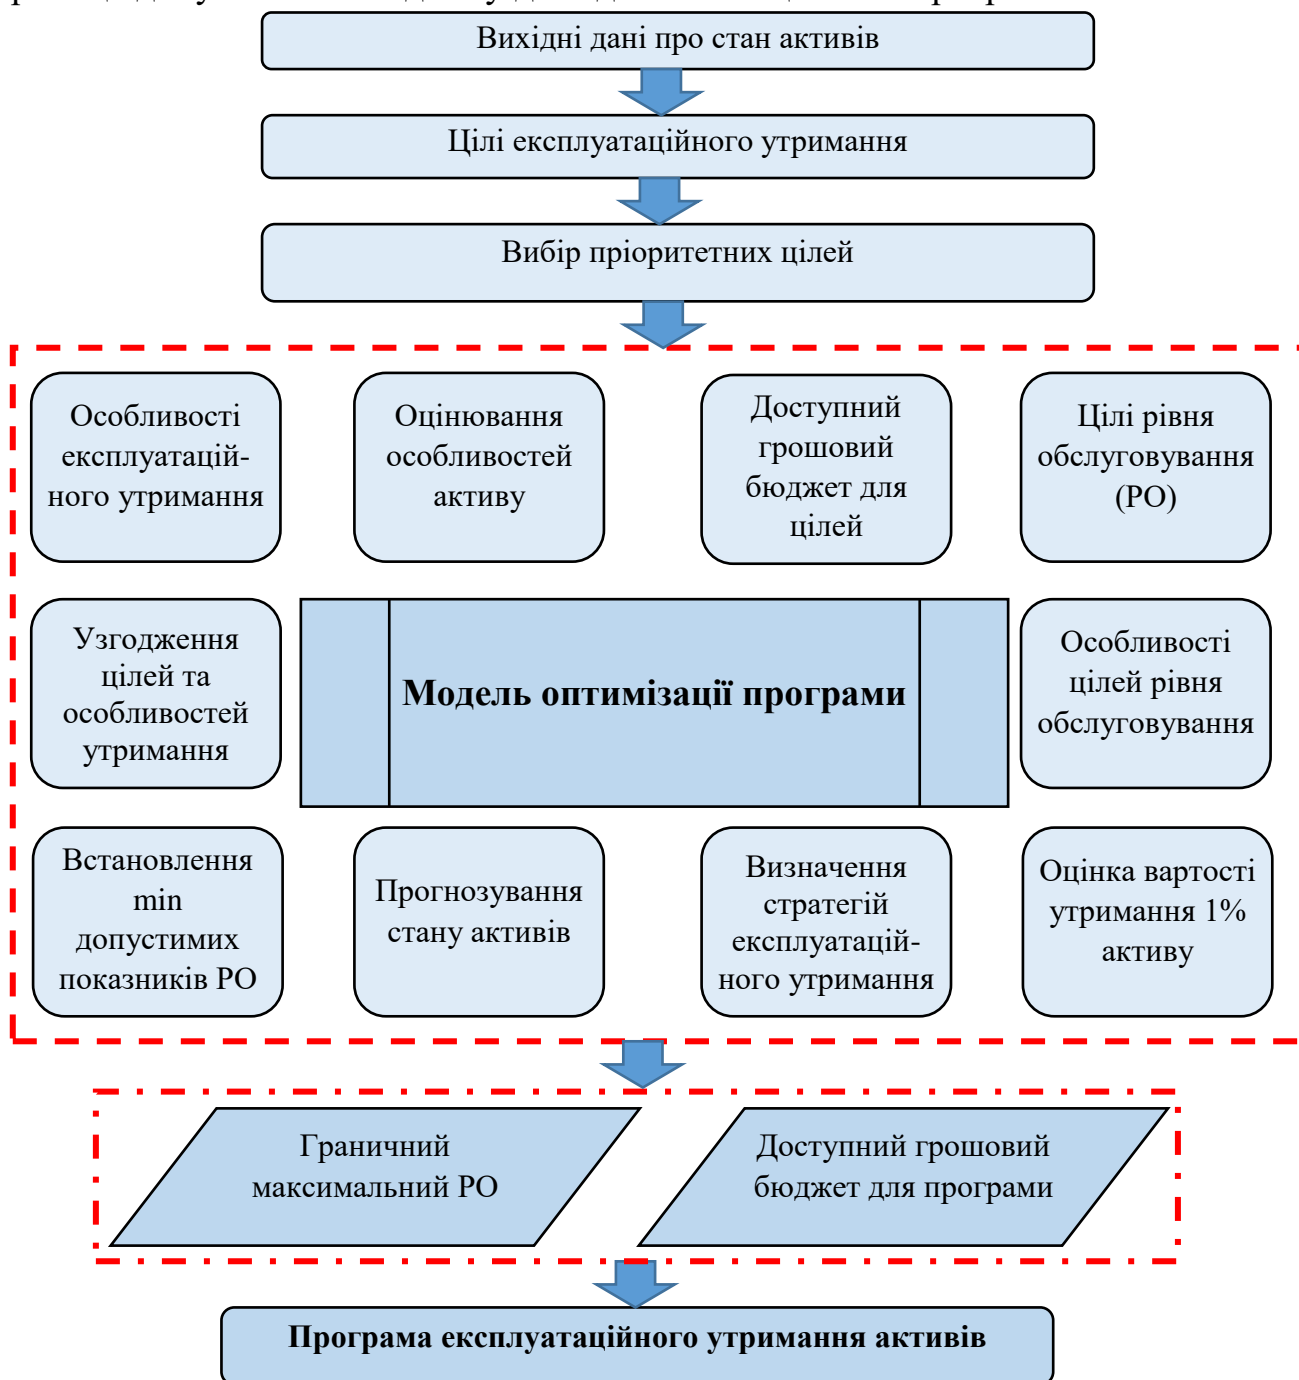 Вихідні дані про стан активів
Цілі експлуатаційного утримання
Вибір пріоритетних цілей
Особливості
експлуатацій-
ного утримання
Оцінювання
особливостей
активу
Доступний
грошовий
бюджет для
цілей
Цілі рівня
обслуговування
(РО)
Узгодження
цілей та
особливостей
утримання
Модель оптимізації програми
Особливості
цілей рівня
обслуговування
Встановлення
min
допустимих
показників РО
Прогнозування
стану активів
Визначення
стратегій
експлуатацій-
ного утримання
Оцінка вартості
утримання 1%
активу
Граничний
максимальний РО
Доступний грошовий
бюджет для програми
Програма експлуатаційного утримання активів